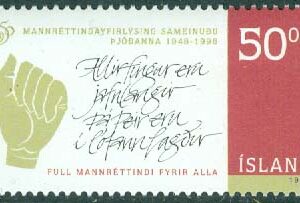 MANNRÉTTINDAYFIRLÝSING SAMEINUÐU
ÞJÓÐANNA 1948-1998
50⁰
Allir fingur eru
jafnlangir
þá þeir eru
í lófann lagðir
FULL MANNRÉTTINDI FYRIR ALLA
ÍSLAN